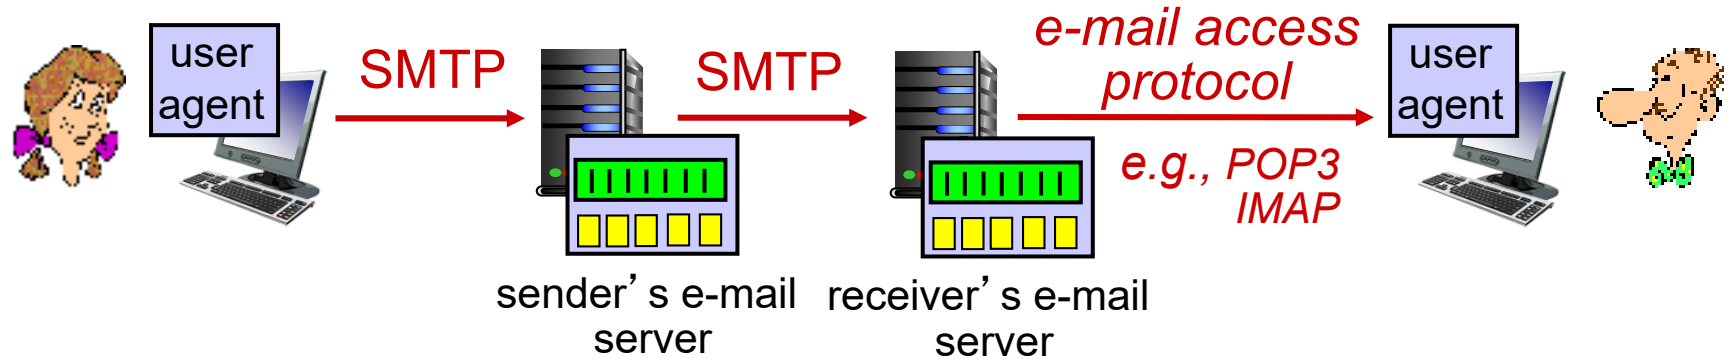 user
agent
SMTP
SMTP
e-mail access
protocol
e.g., POP3
IMAP
user
agent
sender’ s e-mail
server
receiver’ s e-mail
server